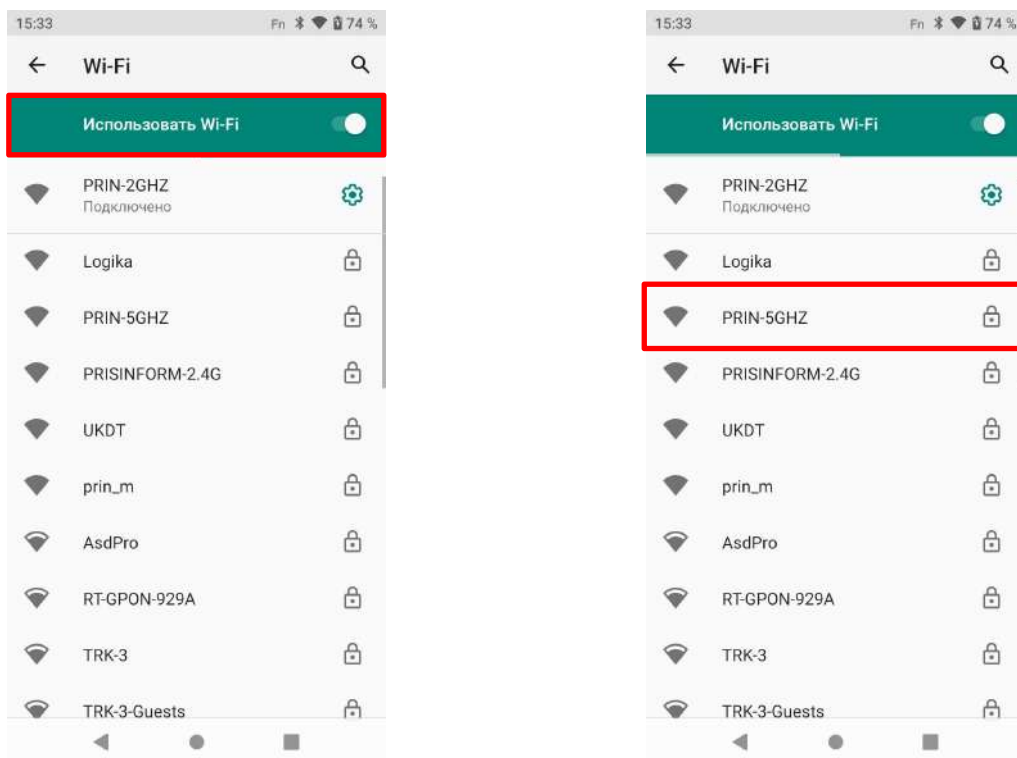 15:33 Fn 74 %
Wi-Fi
Использовать Wi-Fi
PRIN-2GHZ
Подключено
Logika
PRIN-5GHZ
PRISINFORM-2.4G
UKDT
prin_m
AsdPro
RT-GPON-929A
TRK-3
TRK-3-Guests
15:33 Fn 74 %
Wi-Fi
Использовать Wi-Fi
PRIN-2GHZ
Подключено
Logika
PRIN-5GHZ
PRISINFORM-2.4G
UKDT
prin_m
AsdPro
RT-GPON-929A
TRK-3
TRK-3-Guests